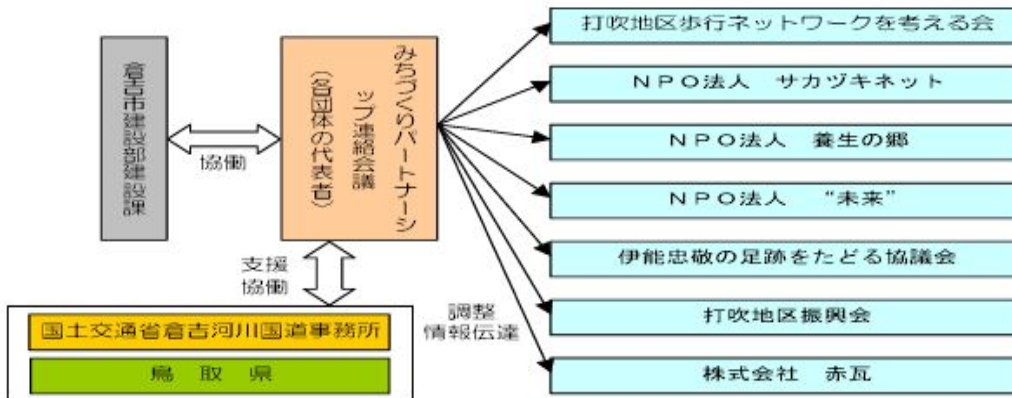 倉吉市建設部建設課
協働
みちづくりパートナーシ
ップ連絡会議
（各団体の代表者）
支援
協働
国土交通省倉吉河川国道事務所
鳥取県
調整
情報伝達
打吹地区歩行ネットワークを考える会
ＮＰＯ法人　サカヅキネット
ＮＰＯ法人　養生の郷
ＮＰＯ法人　“未来”
伊能忠敬の足跡をたどる協議会
打吹地区振興会
株式会社　赤瓦